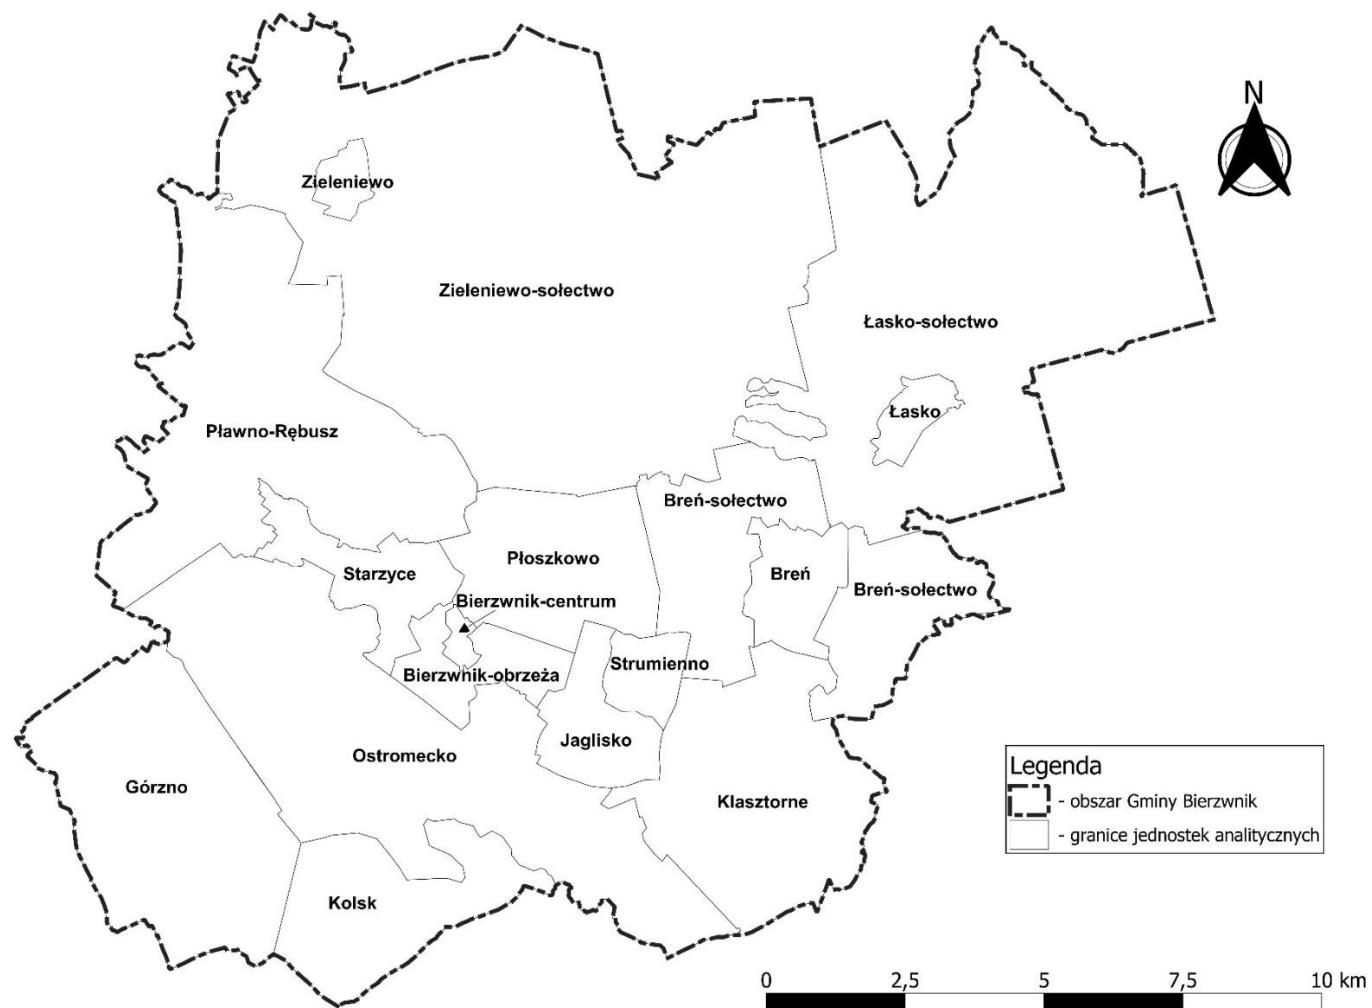 N
Zieleniewo
Zieleniewo-sołectwo
Łasko-sołectwo
Łasko
Pławno-Rębusz
Breń-sołectwo
Płoszkowo
Starzyce
Breń
Breń-sołectwo
Bierzwnik-centrum
Strumienno
Bierzwnik-obrzeża
Jaglisko
Ostromecko
Górzno
Klasztorne
Kolsk
Legenda
- obszar Gminy Bierzwnik
- granice jednostek analitycznych
0 2,5 5 7,5 10 km